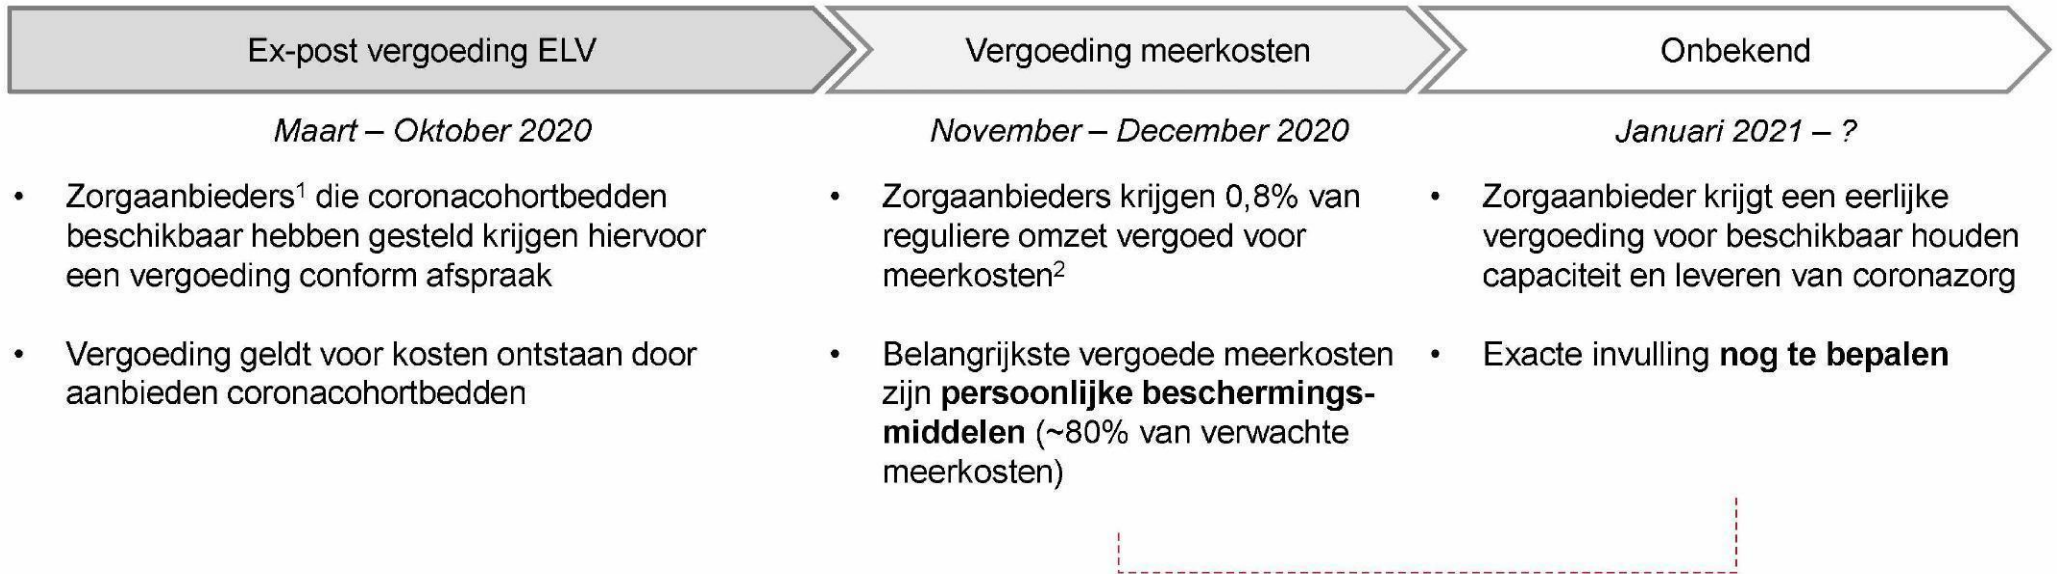 Ex-post vergoeding ELV
Maart – Oktober 2020
• Zorgaanbieders¹ die coronacohortbedden
beschikbaar hebben gesteld krijgen hiervoor
een vergoeding conform afspraak
• Vergoeding geldt voor kosten ontstaan door
aanbieden coronacohortbedden
Vergoeding meerkosten
November – December 2020
• Zorgaanbieders krijgen 0,8% van
reguliere omzet vergoed voor
meerkosten²
• Belangrijkste vergoede meerkosten
zijn persoonlijke beschermings-
middelen (~80% van verwachte
meerkosten)
Onbekend
Januari 2021 – ?
• Zorgaanbieder krijgt een eerlijke
vergoeding voor beschikbaar houden
capaciteit en leveren van coronazorg
• Exacte invulling nog te bepalen